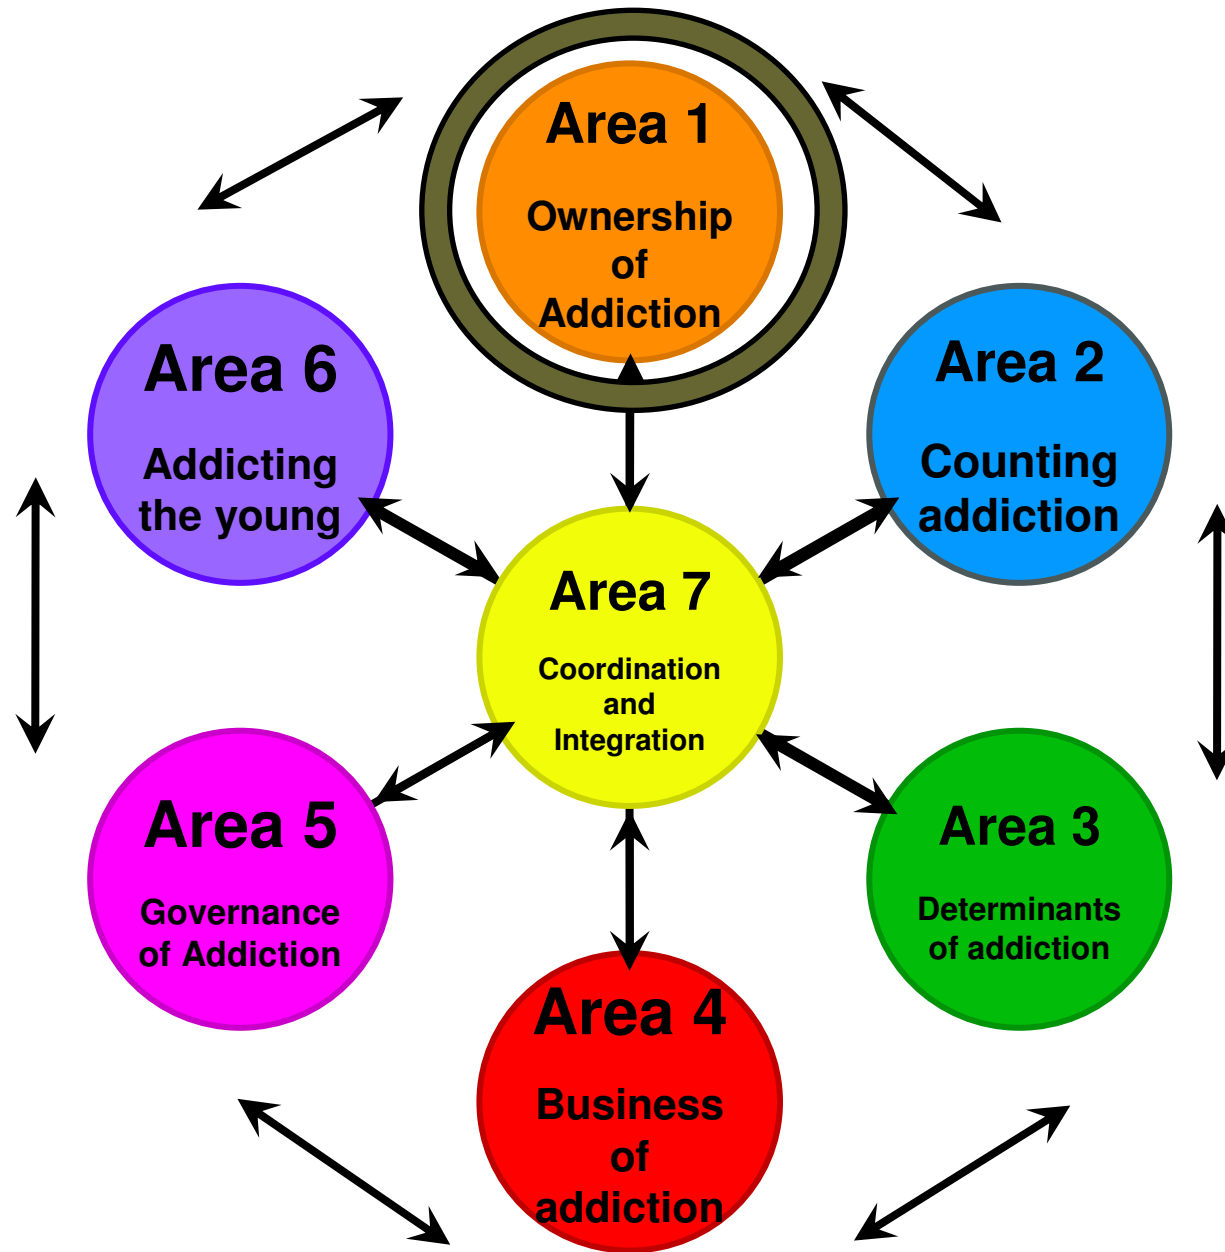 Area 1
Ownership
of
Addiction
Area 2
Counting
addiction
Area 3
Determinants
of addiction
Area 4
Business
of
addiction
Area 5
Governance
of Addiction
Area 6
Addicting
the young
Area 7
Coordination
and
Integration